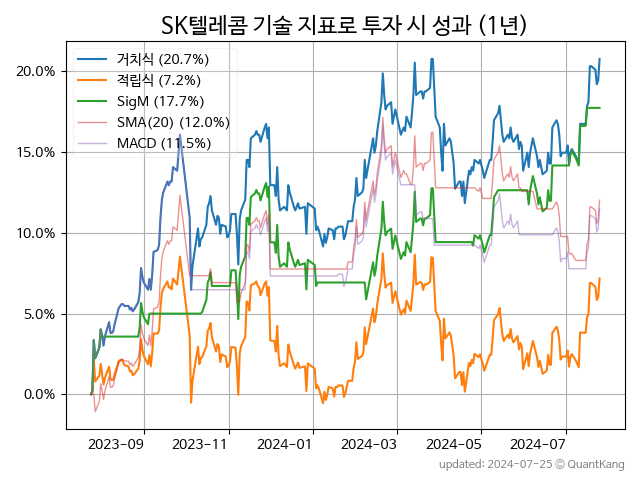 SK텔레콤 기술 지표로 투자 시 성과 (1년)
거치식 (20.7%)
적립식 (7.2%)
SigM (17.7%)
SMA(20) (12.0%)
MACD (11.5%)
20.0%
15.0%
10.0%
5.0%
0.0%
2023-09 2023-11 2024-01 2024-03 2024-05 2024-07
updated: 2024-07-25 © QuantKang